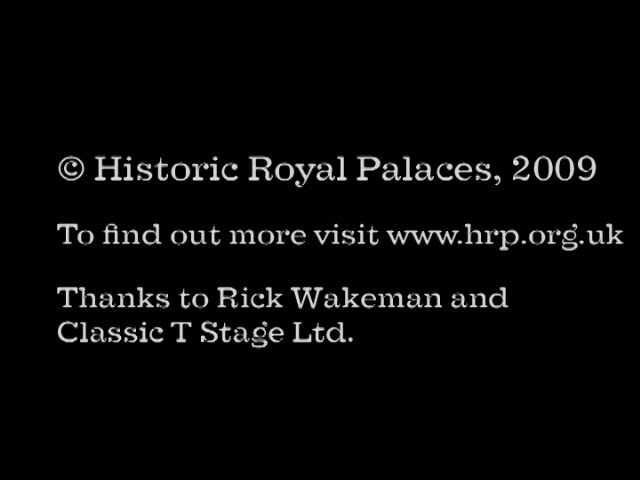 © Historic Royal Palaces, 2009
To find out more visit www.hrp.org.uk
Thanks to Rick Wakeman and
Classic T Stage Ltd.